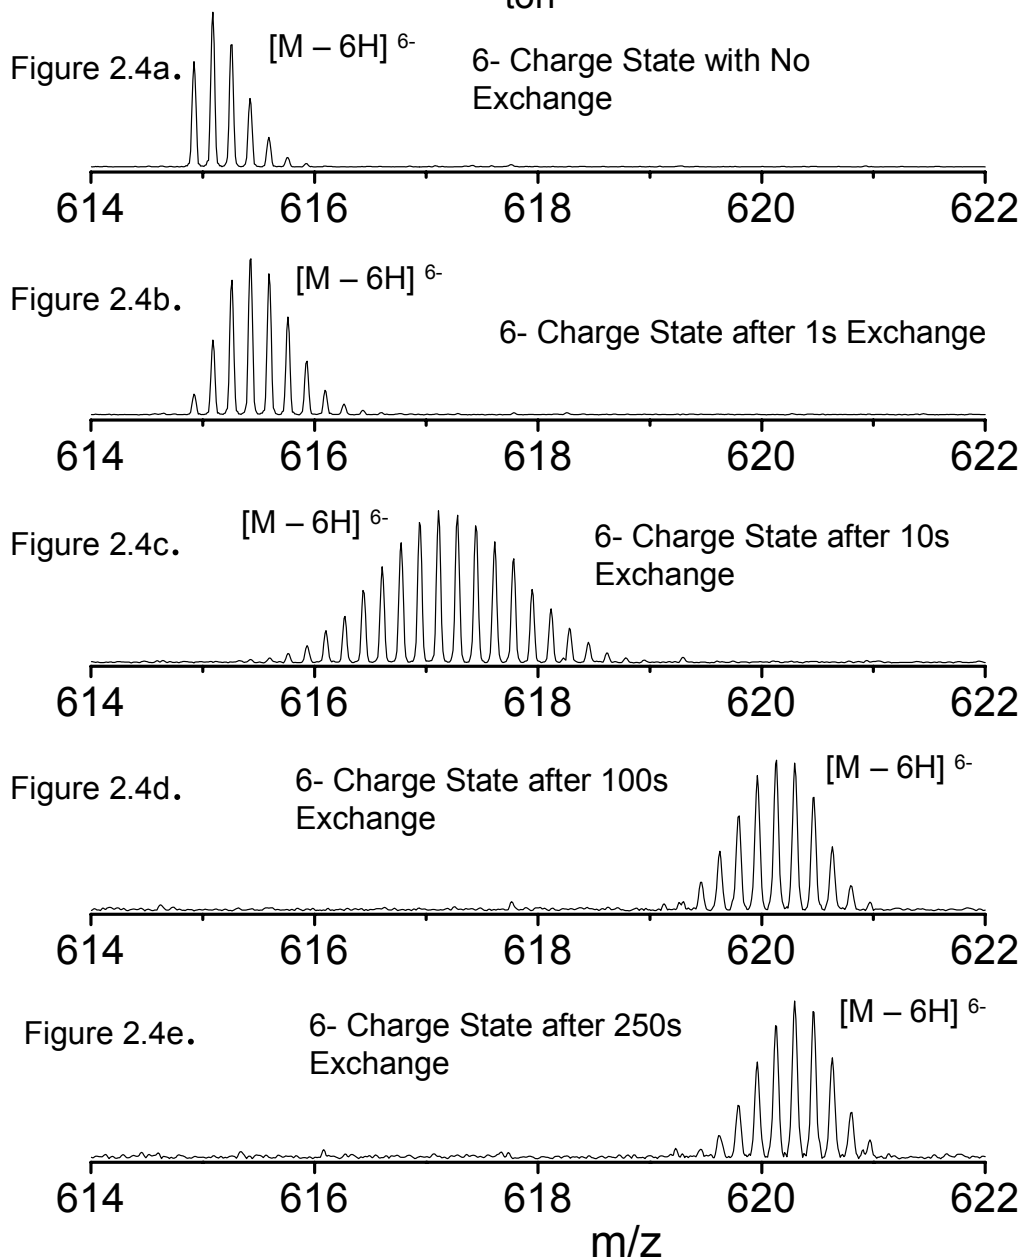 Figure 2.4a.
[M – 6H] 6-
6- Charge State with No
Exchange
614 616 618 620 622
Figure 2.4b.
[M – 6H] 6-
6- Charge State after 1s Exchange
614 616 618 620 622
Figure 2.4c.
[M – 6H] 6-
6- Charge State after 10s
Exchange
614 616 618 620 622
Figure 2.4d.
6- Charge State after 100s
Exchange
[M – 6H] 6-
614 616 618 620 622
Figure 2.4e.
6- Charge State after 250s
Exchange
[M – 6H] 6-
614 616 618 620 622
m/z